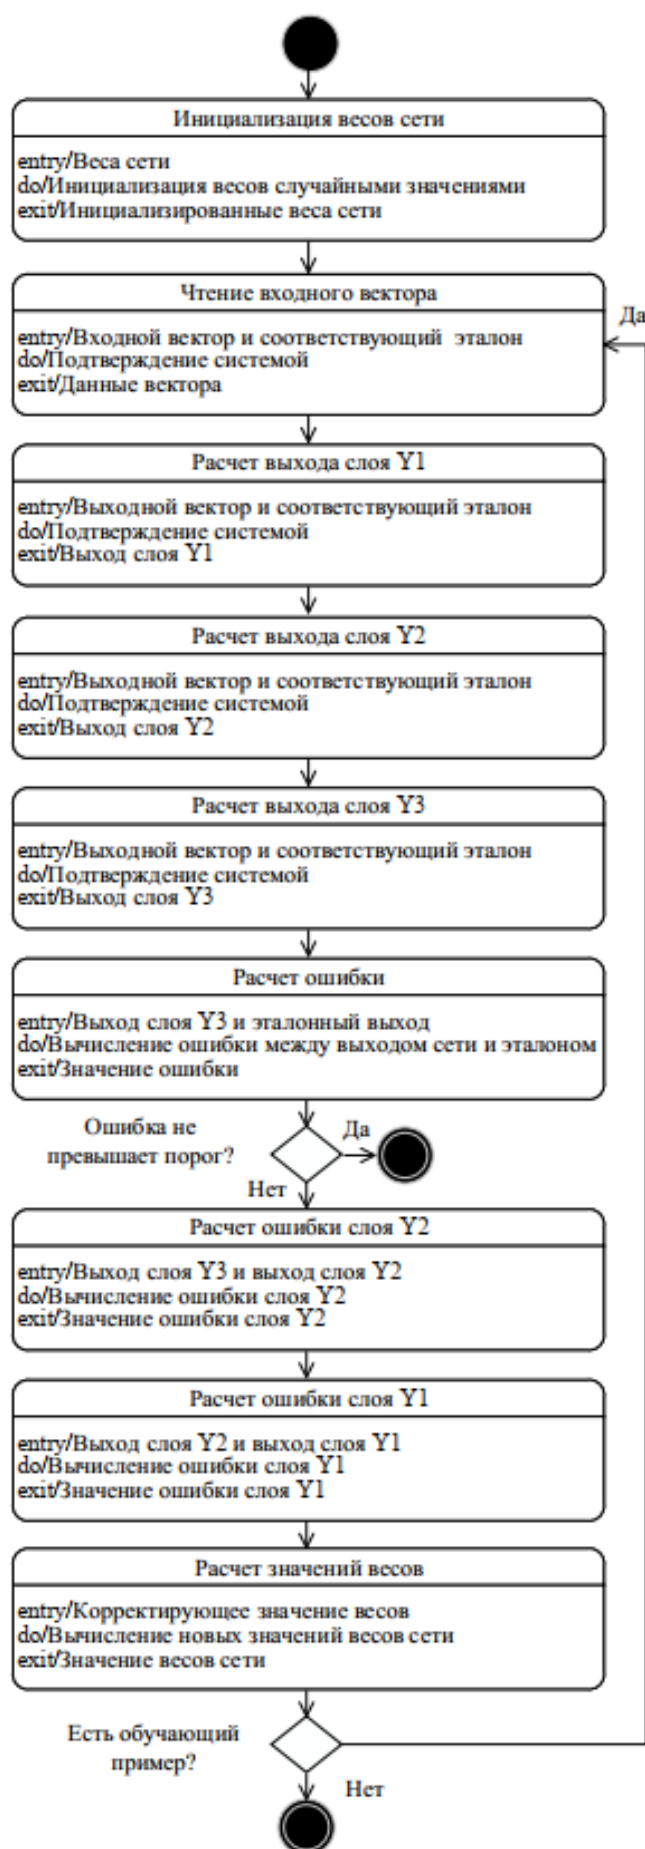 Инициализация весов сети
entry/Веса сети
do/Инициализация весов случайными значениями
exit/Инициализированные веса сети
Чтение входного вектора
Да
entry/Входной вектор и соответствующий эталон
do/Подтверждение системой
exit/Данные вектора
Расчет выхода слоя Y1
entry/Выходной вектор и соответствующий эталон
do/Подтверждение системой
exit/Выход слоя Y1
Расчет выхода слоя Y2
entry/Выходной вектор и соответствующий эталон
do/Подтверждение системой
exit/Выход слоя Y2
Расчет выхода слоя Y3
entry/Выходной вектор и соответствующий эталон
do/Подтверждение системой
exit/Выход слоя Y3
Расчет ошибки
entry/Выход слоя Y3 и эталонный выход
do/Вычисление ошибки между выходом сети и эталоном
exit/Значение ошибки
Ошибка не
превышает порог?
Да
Нет
Расчет ошибки слоя Y2
entry/Выход слоя Y3 и выход слоя Y2
do/Вычисление ошибки слоя Y2
exit/Значение ошибки слоя Y2
Расчет ошибки слоя Y1
entry/Выход слоя Y2 и выход слоя Y1
do/Вычисление ошибки слоя Y1
exit/Значение ошибки слоя Y1
Расчет значений весов
entry/Корректирующее значение весов
do/Вычисление новых значений весов сети
exit/Значение весов сети
Есть обучающий
пример?
Нет